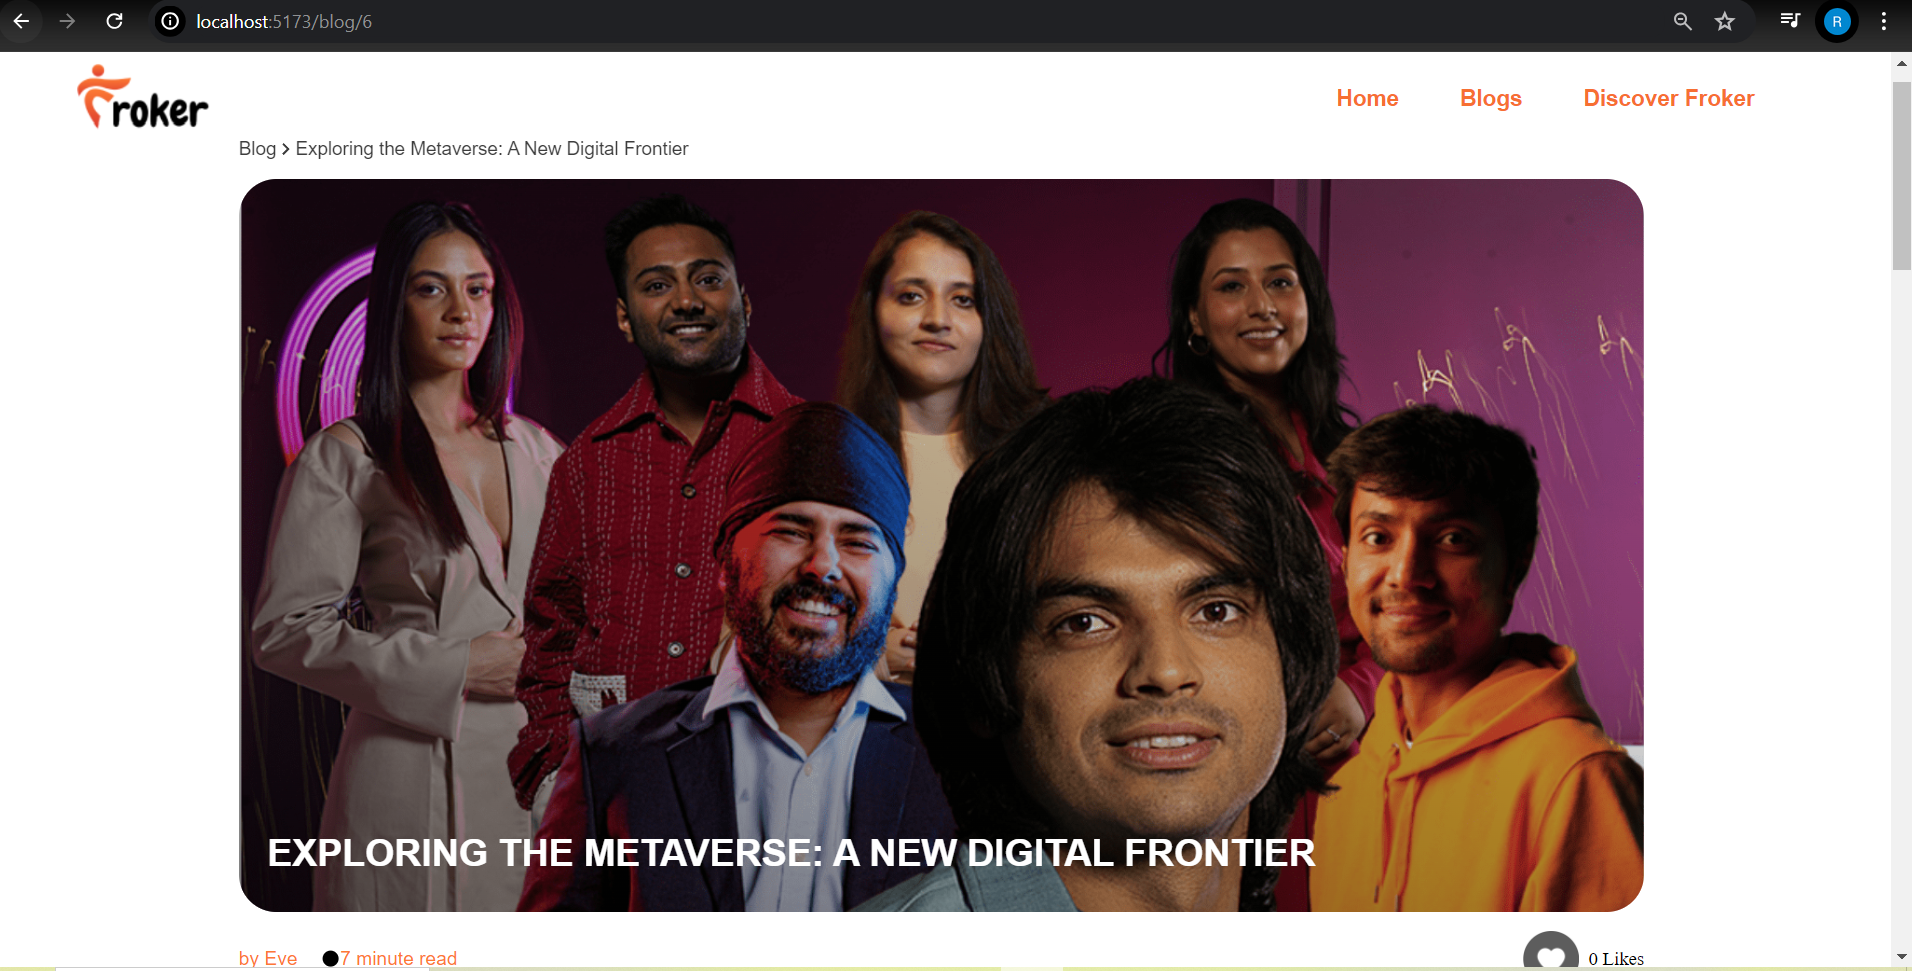 localhost:5173/blog/6
R
Froker
Home Blogs Discover Froker
Blog > Exploring the Metaverse: A New Digital Frontier
EXPLORING THE METAVERSE: A NEW DIGITAL FRONTIER
by Eve 7 minute read 0 Likes